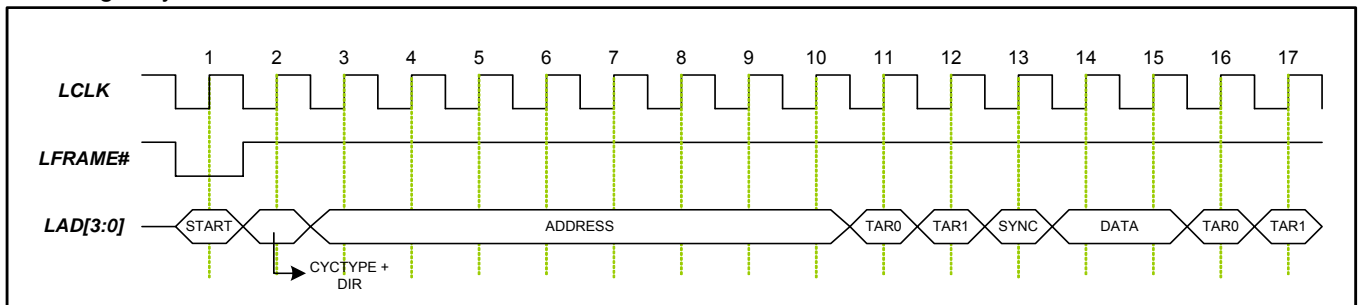 1 2 3 4 5 6 7 8 9 10 11 12 13 14 15 16 17
LCLK
LFRAME#
LAD[3:0] START ADDRESS TAR0 TAR1 SYNC DATA TAR0 TAR1
CYCTYPE +
DIR